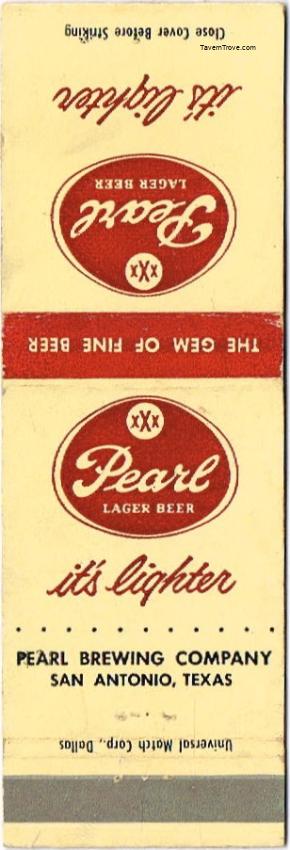 Close Cover Before Striking
TavernTrove.com
it's lighter
Pearl
LAGER BEER
XXX
THE GEM OF FINE BEER
XXX
Pearl
LAGER BEER
it's lighter
PEARL BREWING COMPANY
SAN ANTONIO, TEXAS
Universal Match Corp., Dallas